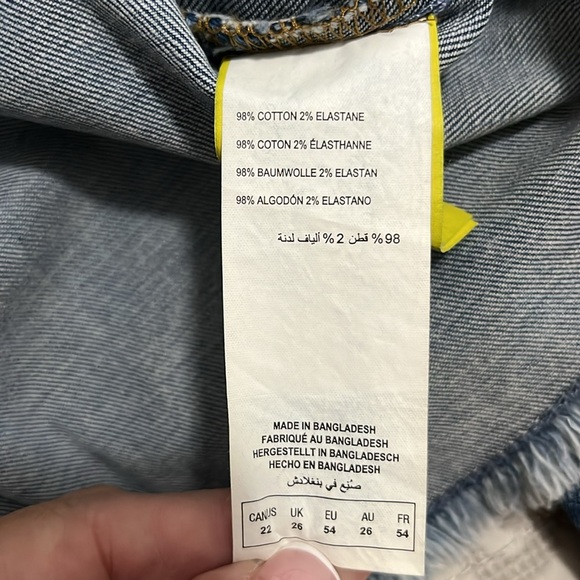 98% COTTON 2% ELASTANE
98% COTON 2% ÉLASTHANNE
98% BAUMWOLLE 2% ELASTAN
98% ALGODÓN 2% ELASTANO
98% قطن 2% ألياف لدنة
MADE IN BANGLADESH
FABRIQUÉ AU BANGLADESH
HERGESTELLT IN BANGLADESCH
HECHO EN BANGLADESH
صُنِع في بنغلادش
CAN/US UK EU AU FR
22 26 54 26 54